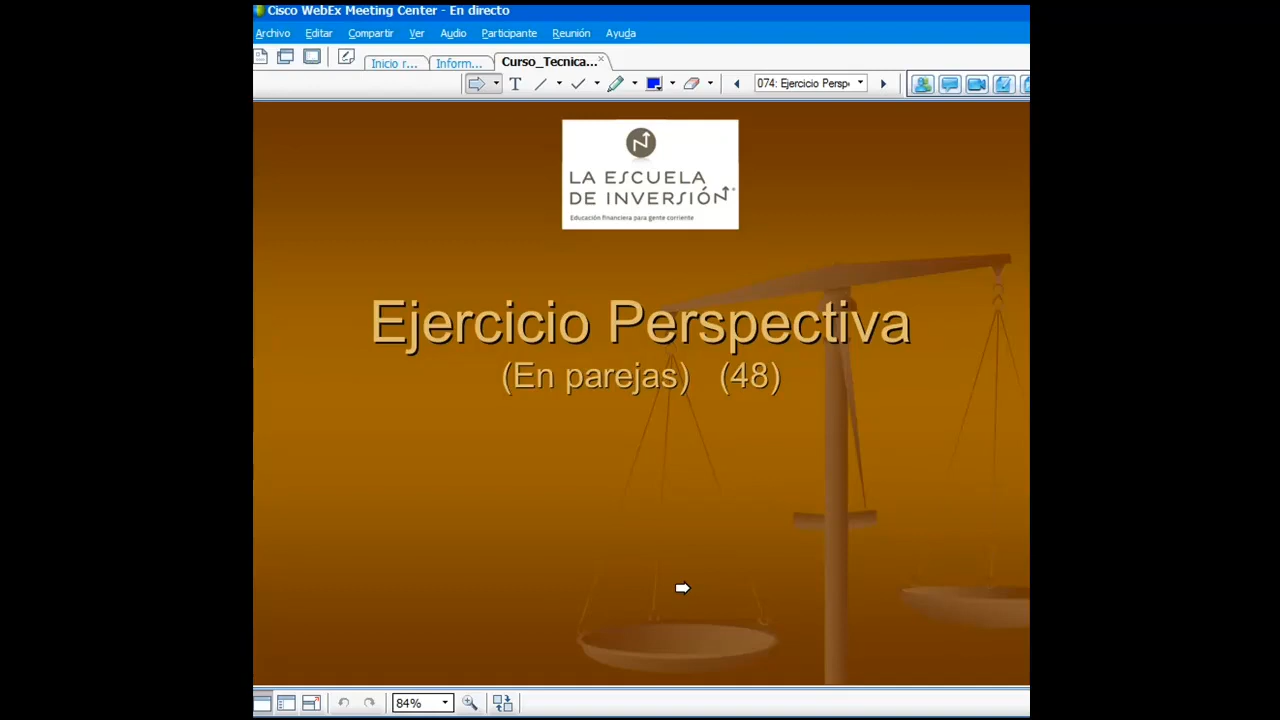 Cisco WebEx Meeting Center - En directo
Archivo Editar Compartir Ver Audio Participante Reunión Ayuda
Inicio r... Inform... Curso_Tecnica...
T 074: Ejercicio Persp
LA ESCUELA
DE INVERSIÓN
Educación financiera para gente corriente
Ejercicio Perspectiva
(En parejas) (48)
84%